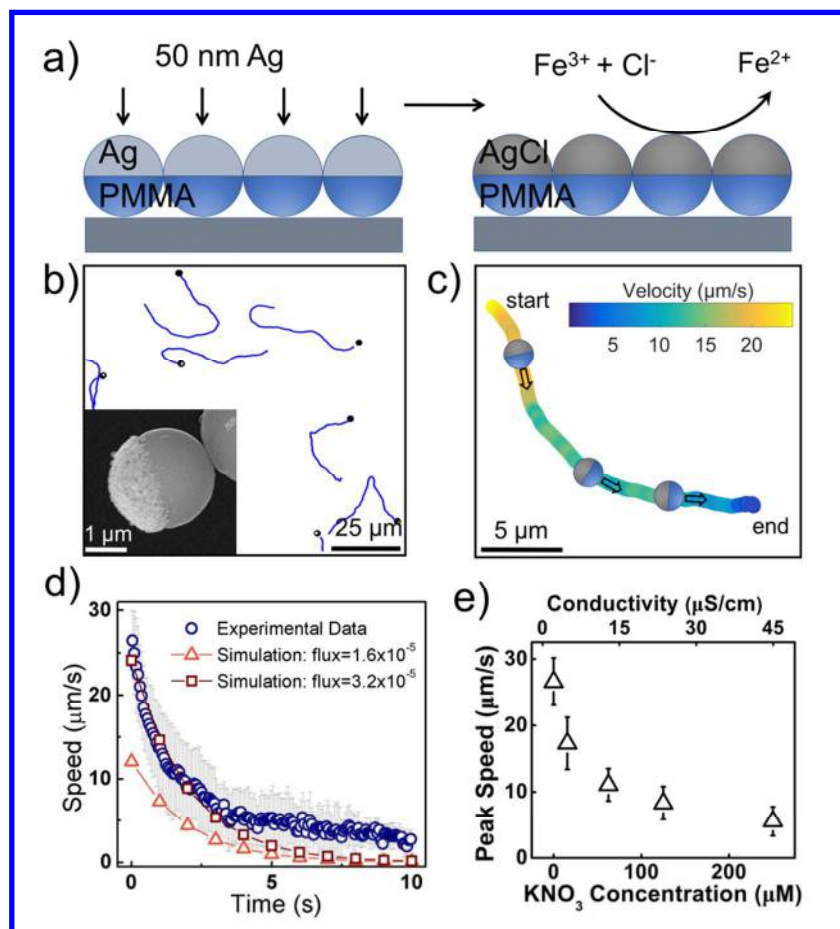 a)
50 nm Ag
Fe³⁺ + Cl⁻
Fe²⁺
Ag
PMMA
AgCl
PMMA
b)
1 µm
25 µm
c)
start
Velocity (µm/s)
5 10 15 20
5 µm
end
d)
Speed (µm/s)
30
20
10
0
Experimental Data
Simulation: flux=1.6x10⁻⁵
Simulation: flux=3.2x10⁻⁵
0 5 10
Time (s)
e)
Conductivity (µS/cm)
0 15 30 45
Peak Speed (µm/s)
30
20
10
0
0 100 200
KNO₃ Concentration (µM)